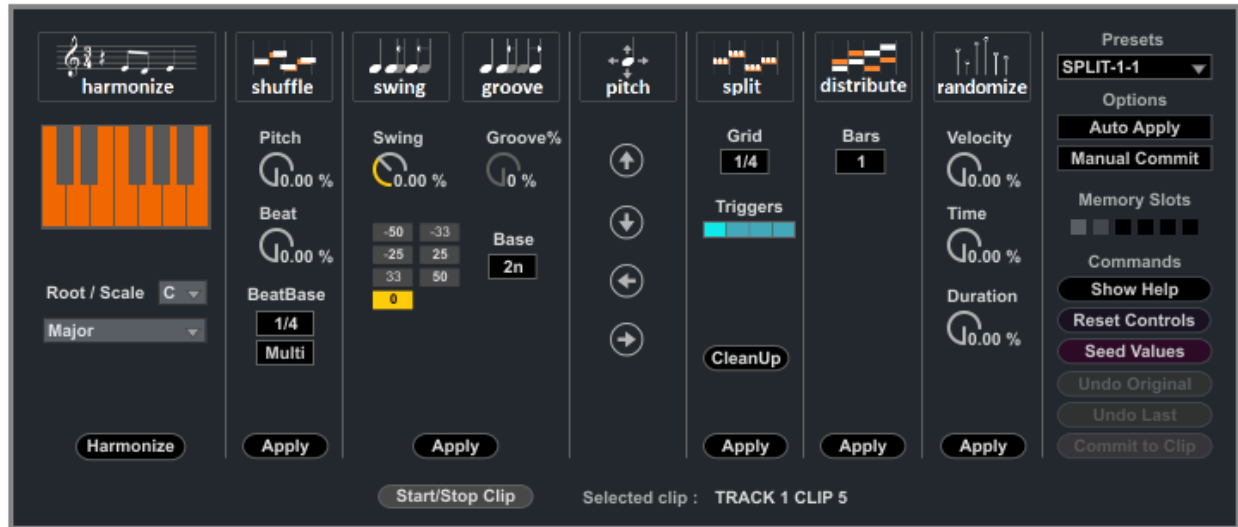 harmonize
shuffle
swing
groove
pitch
split
distribute
randomize
Presets
SPLIT-1-1
Options
Auto Apply
Manual Commit
Memory Slots
Commands
Show Help
Reset Controls
Seed Values
Undo Original
Undo Last
Commit to Clip
Root / Scale C
Major
Harmonize
Pitch
0.00 %
Beat
0.00 %
BeatBase
1/4
Multi
Apply
Swing
0.00 %
-50 -33
-25 25
33 50
0
Groove%
0 %
Base
2n
Apply
Grid
1/4
Triggers
CleanUp
Apply
Bars
1
Apply
Velocity
0.00 %
Time
0.00 %
Duration
0.00 %
Apply
Start/Stop Clip
Selected clip : TRACK 1 CLIP 5